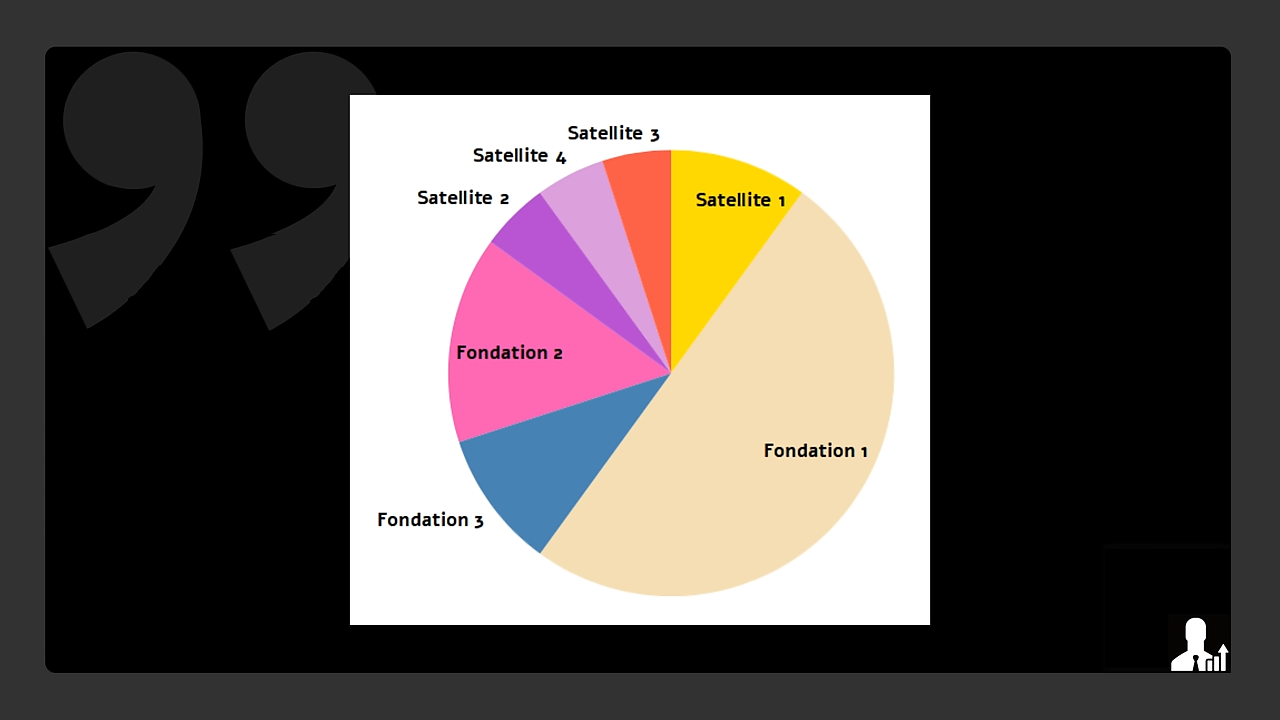 Satellite 3
Satellite 4
Satellite 2
Satellite 1
Fondation 2
Fondation 1
Fondation 3